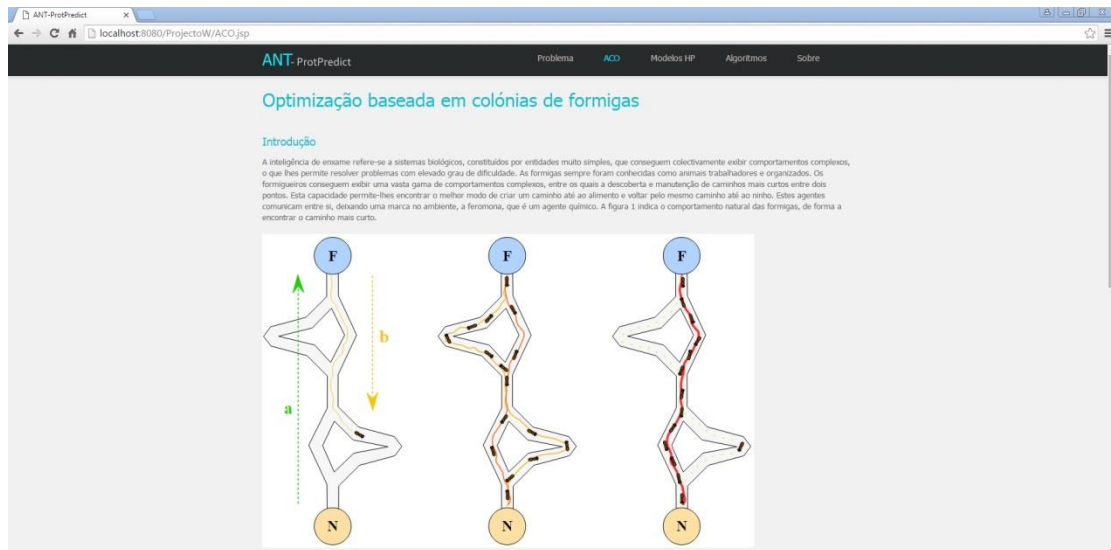 ANT-ProtPredict
localhost:8080/ProjectoW/ACO.jsp
ANT- ProtPredict
Problema ACO Modelos HP Algoritmos Sobre
Optimização baseada em colónias de formigas
Introdução
A inteligência de enxame refere-se a sistemas biológicos, constituídos por entidades muito simples, que conseguem colectivamente exibir comportamentos complexos,
o que lhes permite resolver problemas com elevado grau de dificuldade. As formigas sempre foram conhecidas como animais trabalhadores e organizados. Os
formigueiros conseguem exibir uma vasta gama de comportamentos complexos, entre os quais a descoberta e manutenção de caminhos mais curtos entre dois
pontos. Esta capacidade permite-lhes encontrar o melhor modo de criar um caminho até ao alimento e voltar pelo mesmo caminho até ao ninho. Estes agentes
comunicam entre si, deixando uma marca no ambiente, a feromona, que é um agente químico. A figura 1 indica o comportamento natural das formigas, de forma a
encontrar o caminho mais curto.
F F F
b
a
N N N